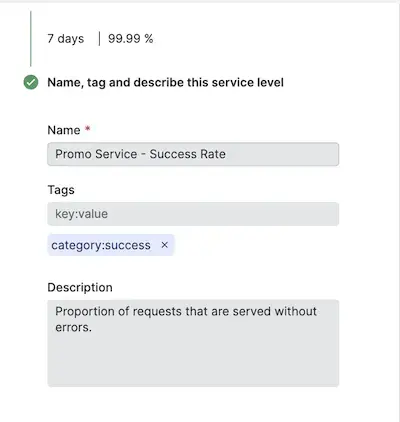 7 days | 99.99 %
Name, tag and describe this service level
Name *
Promo Service - Success Rate
Tags
key:value
category:success ×
Description
Proportion of requests that are served without
errors.